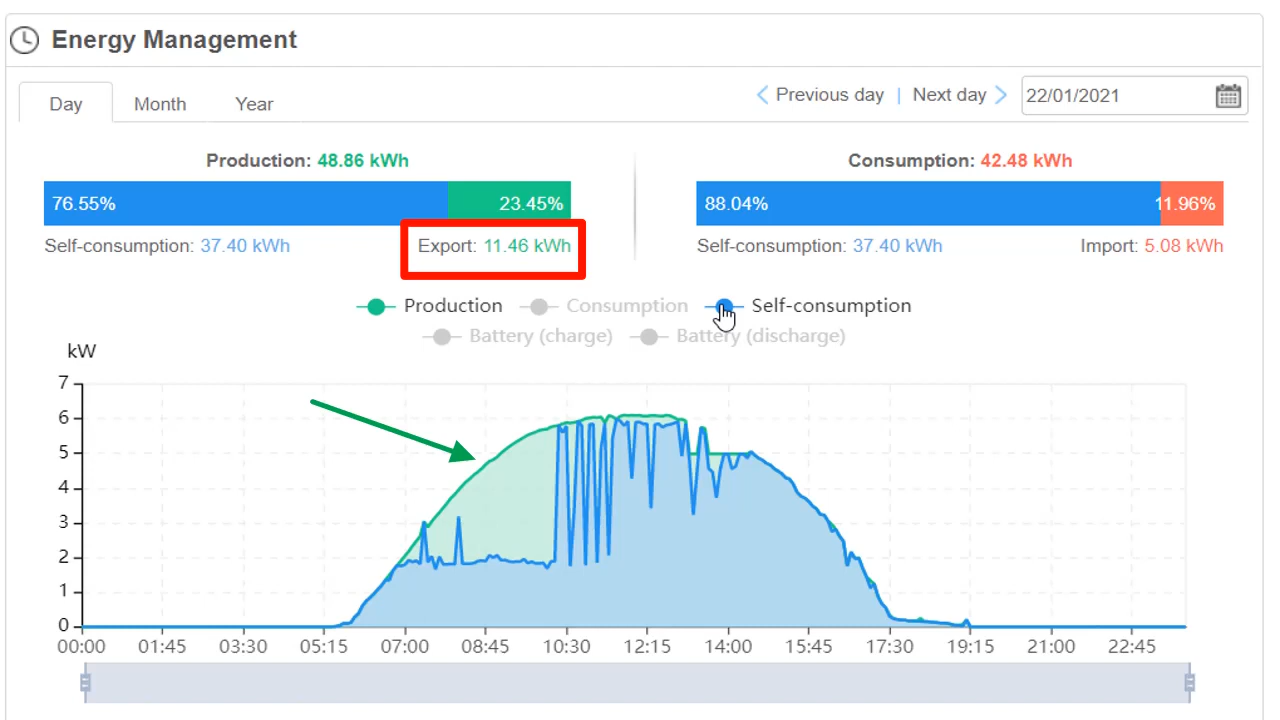 Energy Management
Day Month Year Previous day | Next day 22/01/2021
Production: 48.86 kWh Consumption: 42.48 kWh
76.55% 23.45% 88.04% 11.96%
Self-consumption: 37.40 kWh Export: 11.46 kWh Self-consumption: 37.40 kWh Import: 5.08 kWh
Production Consumption Self-consumption
Battery (charge) Battery (discharge)
kW
7
6
5
4
3
2
1
0
00:00 01:45 03:30 05:15 07:00 08:45 10:30 12:15 14:00 15:45 17:30 19:15 21:00 22:45